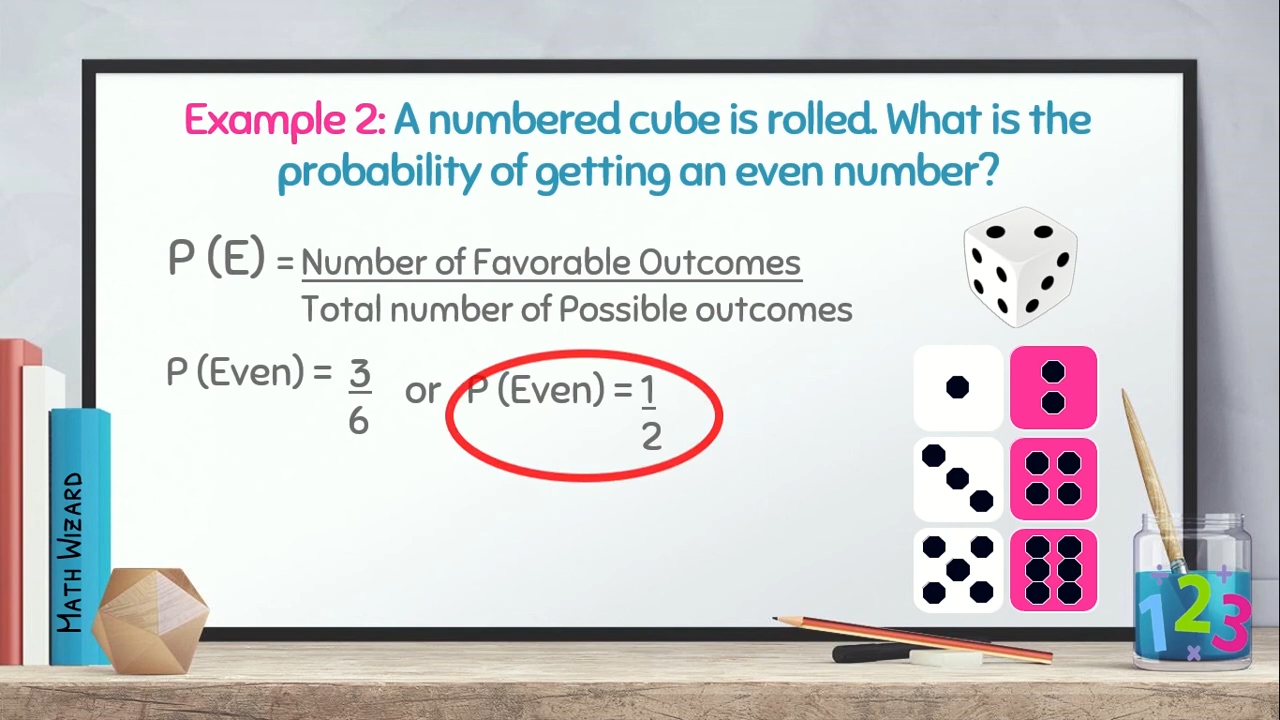 Example 2: A numbered cube is rolled. What is the
probability of getting an even number?
P (E) = Number of Favorable Outcomes
Total number of Possible outcomes
P (Even) = 3
6
or P (Even) = 1
2
MATH WIZARD
÷ +
123
×